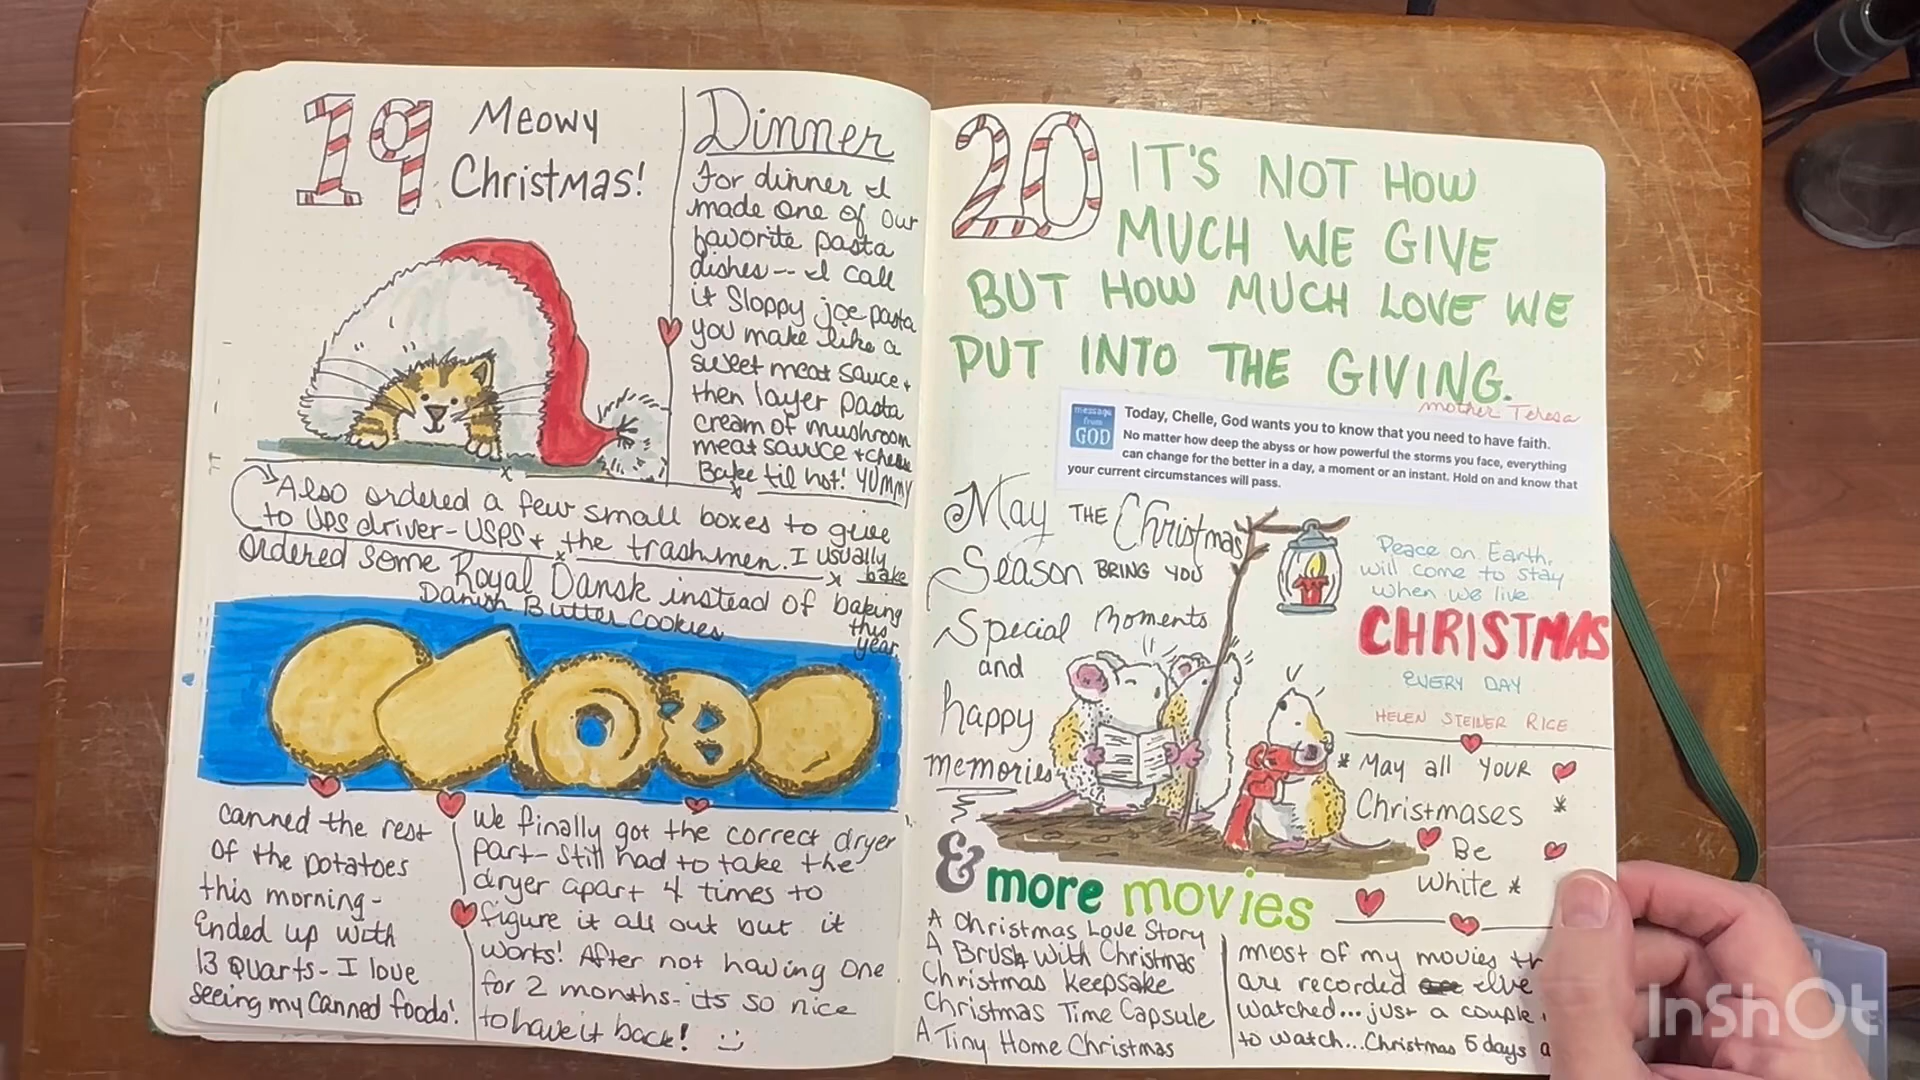 19
Meowy
Christmas!
Dinner
For dinner I
made one of our
favorite pasta
dishes-- I call
it Sloppy joe pasta
you make like a
sweet meat sauce +
then layer pasta
cream of mushroom
meat sauce + cheese
Bake til hot! YUMMY
Also ordered a few small boxes to give
to UPS driver - USPS + the trashmen. I usually bake
Ordered some Royal Dansk instead of baking
this
year
Danish Butter Cookies
Canned the rest
of the potatoes
this morning -
Ended up with
13 Quarts - I love
seeing my canned foods!
We finally got the correct dryer
part - still had to take the
dryer apart 4 times to
figure it all out but it
works! After not having one
for 2 months - its so nice
to have it back!
20
IT'S NOT HOW
MUCH WE GIVE
BUT HOW MUCH LOVE WE
PUT INTO THE GIVING.
Mother Teresa
message
from
GOD
Today, Chelle, God wants you to know that you need to have faith.
No matter how deep the abyss or how powerful the storms you face, everything
can change for the better in a day, a moment or an instant. Hold on and know that
your current circumstances will pass.
May THE Christmas
Season BRING YOU
Special Moments
and
happy
memories
Peace on Earth,
will come to stay
when we live
CHRISTMAS
EVERY DAY
HELEN STEINER RICE
* May all YOUR
Christmases *
Be
White *
& more movies
A Christmas Love Story
A Brush With Christmas
Christmas Keepsake
Christmas Time Capsule
A Tiny Home Christmas
most of my movies
are recorded I've
watched... just a couple
to watch... Christmas 5 days
InShOt